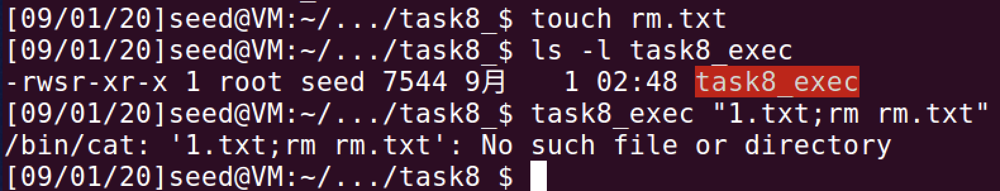 [09/01/20]seed@VM:~/.../task8_$ touch rm.txt
[09/01/20]seed@VM:~/.../task8_$ ls -l task8_exec
-rwsr-xr-x 1 root seed 7544 9月   1 02:48 task8_exec
[09/01/20]seed@VM:~/.../task8_$ task8_exec "1.txt;rm rm.txt"
/bin/cat: '1.txt;rm rm.txt': No such file or directory
[09/01/20]seed@VM:~/.../task8 $